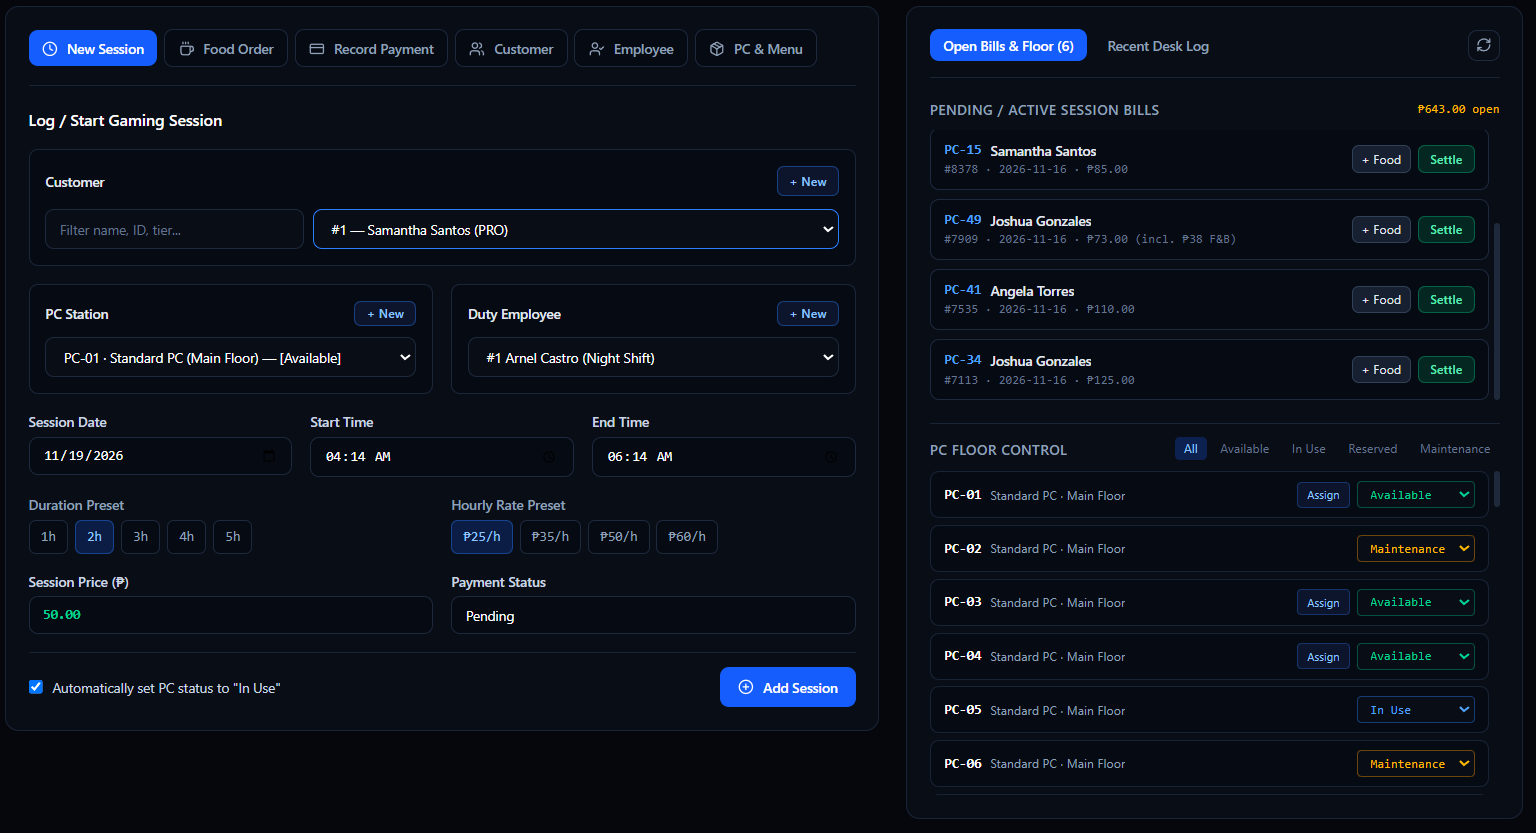 New Session
Food Order
Record Payment
Customer
Employee
PC & Menu
Log / Start Gaming Session
Customer
+ New
Filter name, ID, tier...
#1 — Samantha Santos (PRO)
PC Station
+ New
PC-01 · Standard PC (Main Floor) — [Available]
Duty Employee
+ New
#1 Arnel Castro (Night Shift)
Session Date
Start Time
End Time
11/19/2026
04:14 AM
06:14 AM
Duration Preset
1h
2h
3h
4h
5h
Hourly Rate Preset
₱25/h
₱35/h
₱50/h
₱60/h
Session Price (₱)
50.00
Payment Status
Pending
Automatically set PC status to "In Use"
Add Session
Open Bills & Floor (6)
Recent Desk Log
PENDING / ACTIVE SESSION BILLS
₱643.00 open
PC-15 Samantha Santos
#8378 · 2026-11-16 · ₱85.00
+ Food
Settle
PC-49 Joshua Gonzales
#7909 · 2026-11-16 · ₱73.00 (incl. ₱38 F&B)
+ Food
Settle
PC-41 Angela Torres
#7535 · 2026-11-16 · ₱110.00
+ Food
Settle
PC-34 Joshua Gonzales
#7113 · 2026-11-16 · ₱125.00
+ Food
Settle
PC FLOOR CONTROL
All
Available
In Use
Reserved
Maintenance
PC-01 Standard PC · Main Floor
Assign
Available
PC-02 Standard PC · Main Floor
Maintenance
PC-03 Standard PC · Main Floor
Assign
Available
PC-04 Standard PC · Main Floor
Assign
Available
PC-05 Standard PC · Main Floor
In Use
PC-06 Standard PC · Main Floor
Maintenance